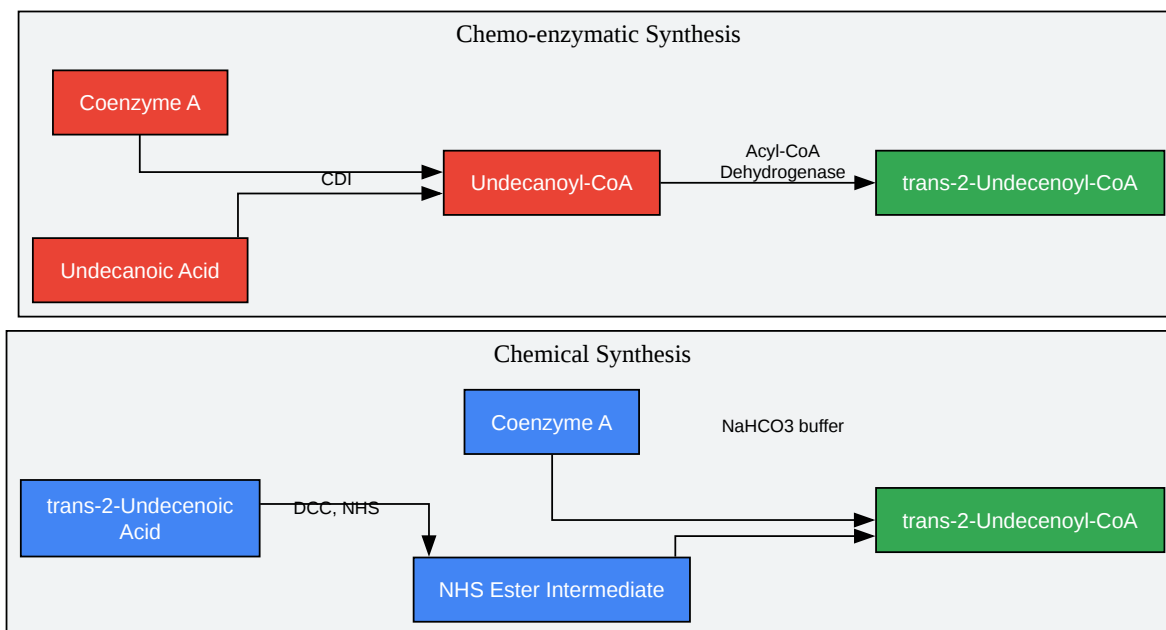 Chemo-enzymatic Synthesis
Coenzyme A
CDI
Undecanoic Acid
Undecanoyl-CoA
Acyl-CoA
Dehydrogenase
trans-2-Undecenoyl-CoA
Chemical Synthesis
Coenzyme A
NaHCO3 buffer
trans-2-Undecenoic
Acid
DCC, NHS
NHS Ester Intermediate
trans-2-Undecenoyl-CoA